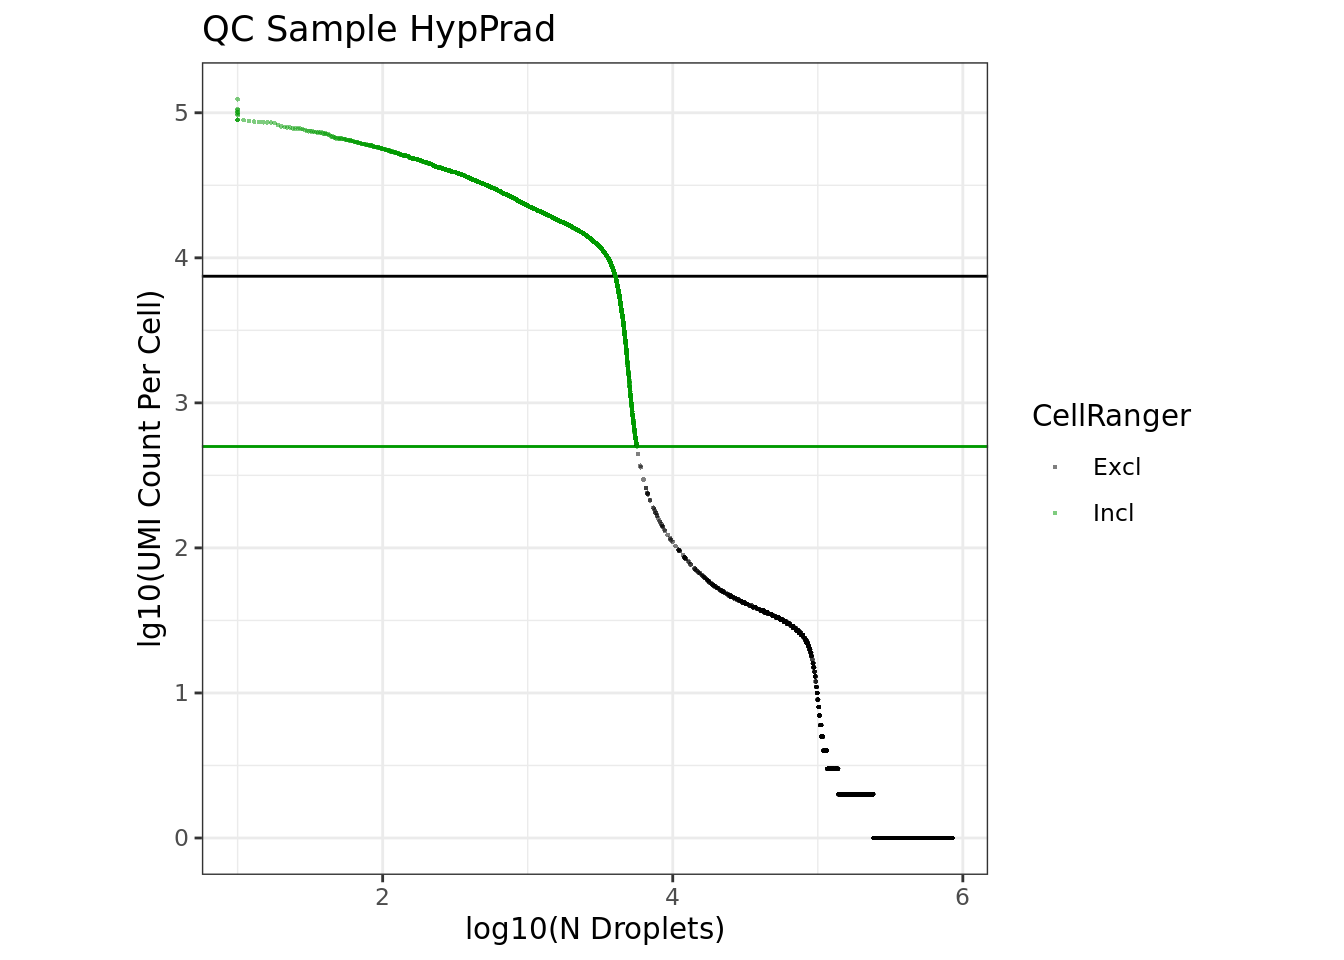 QC Sample HypPrad
lg10(UMI Count Per Cell)
5
4
3
2
1
0
2
4
6
log10(N Droplets)
CellRanger
Excl
Incl